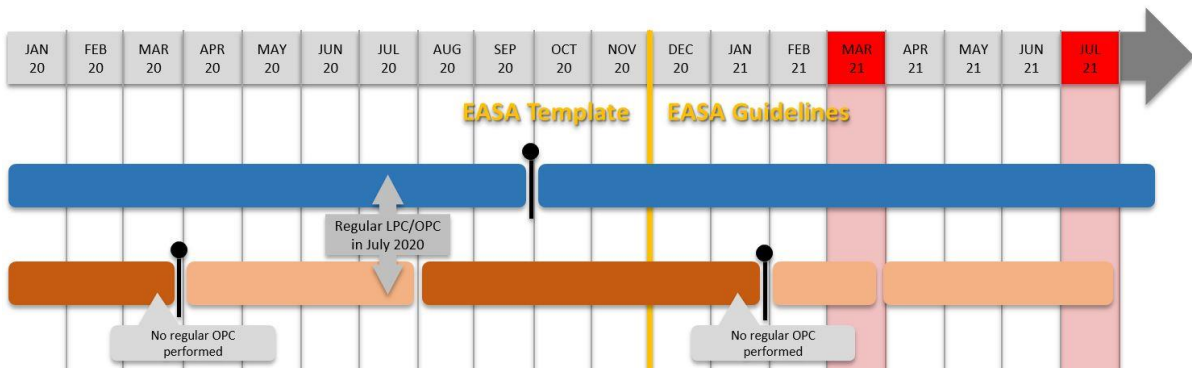 JAN FEB MAR APR MAY JUN JUL AUG SEP OCT NOV DEC JAN FEB MAR APR MAY JUN JUL
20 20 20 20 20 20 20 20 20 20 20 20 21 21 21 21 21 21 21
EASA Template EASA Guidelines
Regular LPC/OPC
in July 2020
No regular OPC
performed
No regular OPC
performed